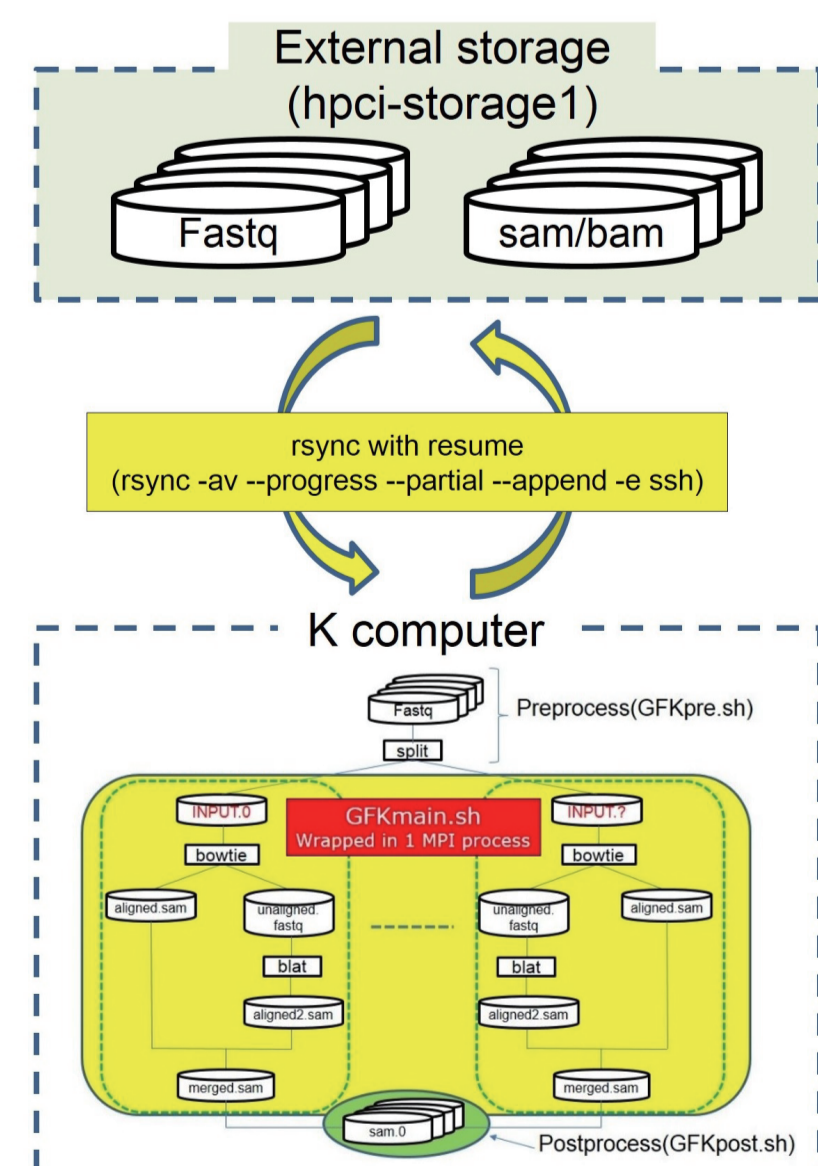 External storage
(hpci-storage1)
Fastq
sam/bam
rsync with resume
(rsync -av --progress --partial --append -e ssh)
K computer
Fastq
Preprocess(GFKpre.sh)
split
INPUT.0
GFKmain.sh
Wrapped in 1 MPI process
INPUT.?
bowtie
bowtie
aligned.sam
unaligned.
fastq
unaligned.
fastq
aligned.sam
blat
blat
aligned2.sam
aligned2.sam
merged.sam
merged.sam
sam.0
Postprocess(GFKpost.sh)